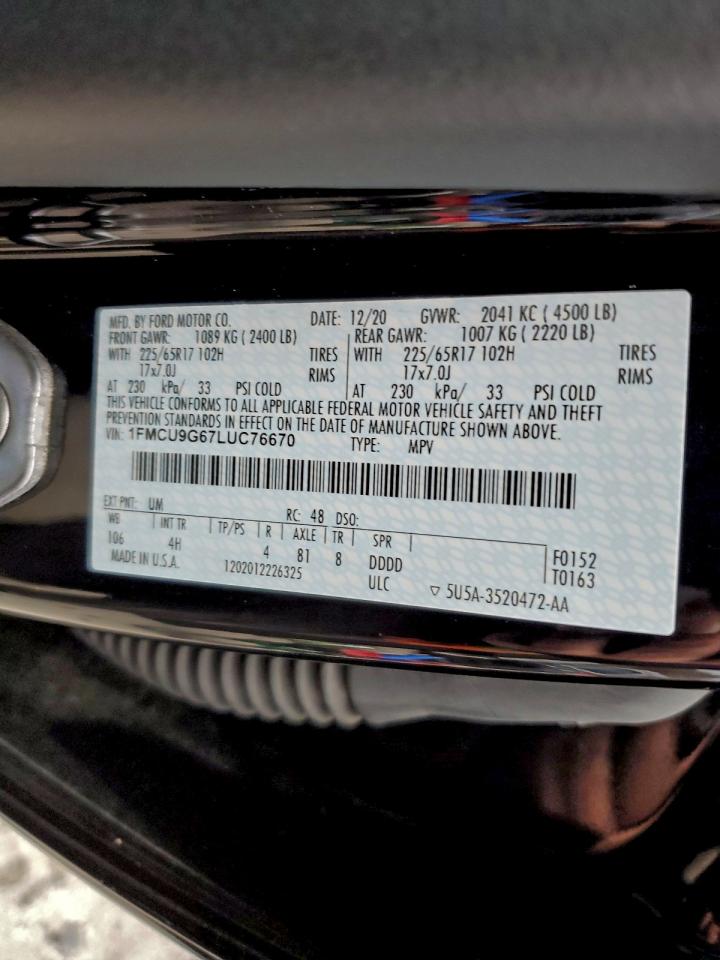 MFD. BY FORD MOTOR CO. DATE: 12/20 GVWR: 2041 KC ( 4500 LB)
FRONT GAWR: 1089 KG ( 2400 LB) REAR GAWR: 1007 KG ( 2220 LB)
WITH 225/65R17 102H TIRES WITH 225/65R17 102H TIRES
17x7.0J RIMS 17x7.0J RIMS
AT 230 kPa/ 33 PSI COLD AT 230 kPa/ 33 PSI COLD
THIS VEHICLE CONFORMS TO ALL APPLICABLE FEDERAL MOTOR VEHICLE SAFETY AND THEFT
PREVENTION STANDARDS IN EFFECT ON THE DATE OF MANUFACTURE SHOWN ABOVE.
VIN: 1FMCU9G67LUC76670 TYPE: MPV
EXT PNT: UM RC: 48 DSO:
WB INT TR TP/PS R AXLE TR SPR
106 4H 4 81 8 DDDD F0152
MADE IN U.S.A. 1202012226325 ULC T0163
5U5A-3520472-AA